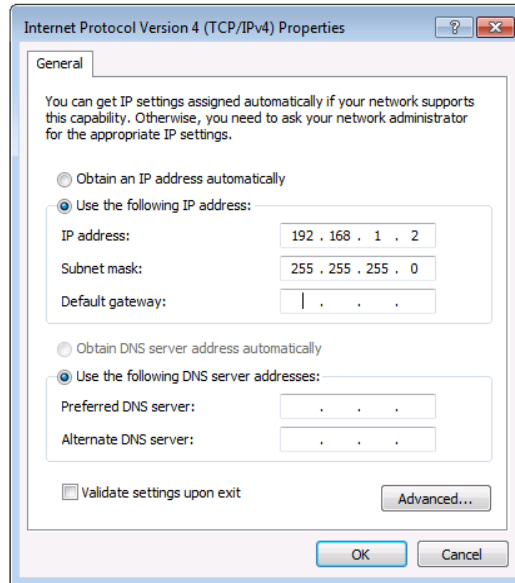 Internet Protocol Version 4 (TCP/IPv4) Properties
General
You can get IP settings assigned automatically if your network supports
this capability. Otherwise, you need to ask your network administrator
for the appropriate IP settings.
Obtain an IP address automatically
Use the following IP address:
IP address: 192 . 168 . 1 . 2
Subnet mask: 255 . 255 . 255 . 0
Default gateway: . . .
Obtain DNS server address automatically
Use the following DNS server addresses:
Preferred DNS server: . . .
Alternate DNS server: . . .
Validate settings upon exit
Advanced...
OK Cancel